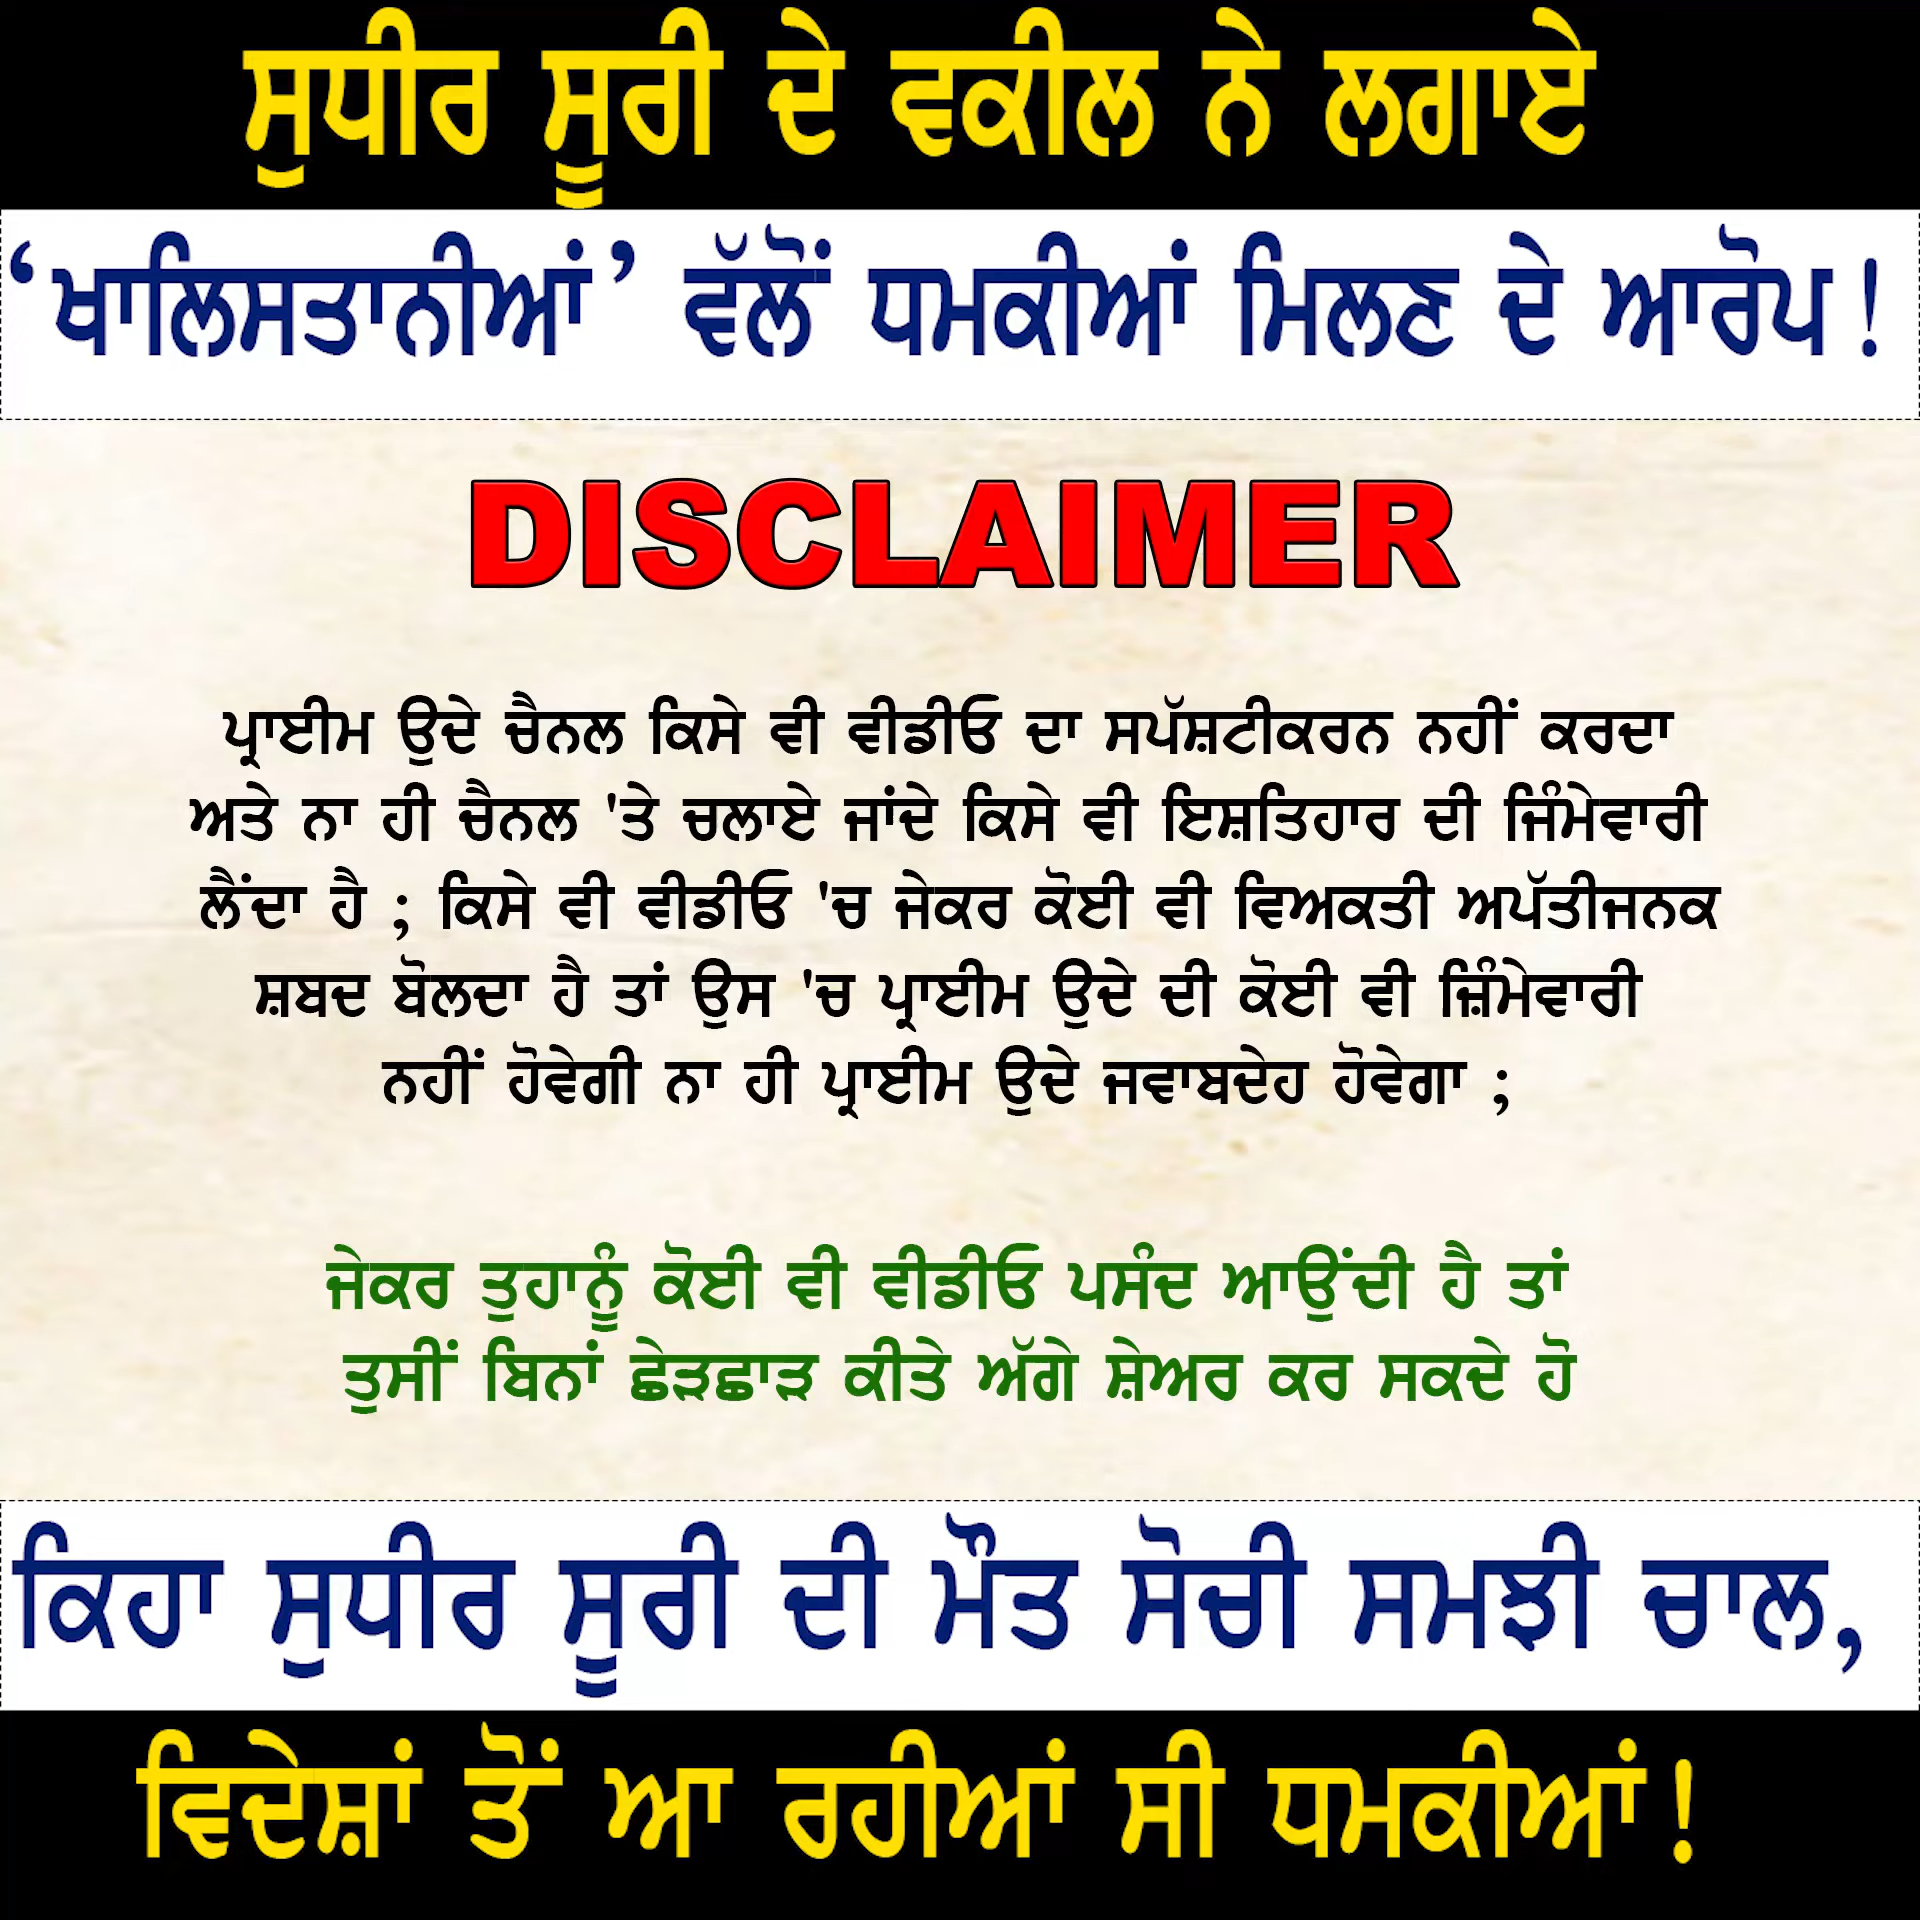 ਸੁਧੀਰ ਸੂਰੀ ਦੇ ਵਕੀਲ ਨੇ ਲਗਾਏ
‘ਖਾਲਿਸਤਾਨੀਆਂ’ ਵੱਲੋਂ ਧਮਕੀਆਂ ਮਿਲਣ ਦੇ ਆਰੋਪ!
DISCLAIMER
ਪ੍ਰਾਈਮ ਉਦੇ ਚੈਨਲ ਕਿਸੇ ਵੀ ਵੀਡੀਓ ਦਾ ਸਪੱਸ਼ਟੀਕਰਨ ਨਹੀਂ ਕਰਦਾ
ਅਤੇ ਨਾ ਹੀ ਚੈਨਲ 'ਤੇ ਚਲਾਏ ਜਾਂਦੇ ਕਿਸੇ ਵੀ ਇਸ਼ਤਿਹਾਰ ਦੀ ਜਿੰਮੇਵਾਰੀ
ਲੈਂਦਾ ਹੈ ; ਕਿਸੇ ਵੀ ਵੀਡੀਓ 'ਚ ਜੇਕਰ ਕੋਈ ਵੀ ਵਿਅਕਤੀ ਅਪੱਤੀਜਨਕ
ਸ਼ਬਦ ਬੋਲਦਾ ਹੈ ਤਾਂ ਉਸ 'ਚ ਪ੍ਰਾਈਮ ਉਦੇ ਦੀ ਕੋਈ ਵੀ ਜ਼ਿੰਮੇਵਾਰੀ
ਨਹੀਂ ਹੋਵੇਗੀ ਨਾ ਹੀ ਪ੍ਰਾਈਮ ਉਦੇ ਜਵਾਬਦੇਹ ਹੋਵੇਗਾ ;
ਜੇਕਰ ਤੁਹਾਨੂੰ ਕੋਈ ਵੀ ਵੀਡੀਓ ਪਸੰਦ ਆਉਂਦੀ ਹੈ ਤਾਂ
ਤੁਸੀਂ ਬਿਨਾਂ ਛੇੜਛਾੜ ਕੀਤੇ ਅੱਗੇ ਸ਼ੇਅਰ ਕਰ ਸਕਦੇ ਹੋ
ਕਿਹਾ ਸੁਧੀਰ ਸੂਰੀ ਦੀ ਮੌਤ ਸੋਚੀ ਸਮਝੀ ਚਾਲ,
ਵਿਦੇਸ਼ਾਂ ਤੋਂ ਆ ਰਹੀਆਂ ਸੀ ਧਮਕੀਆਂ!